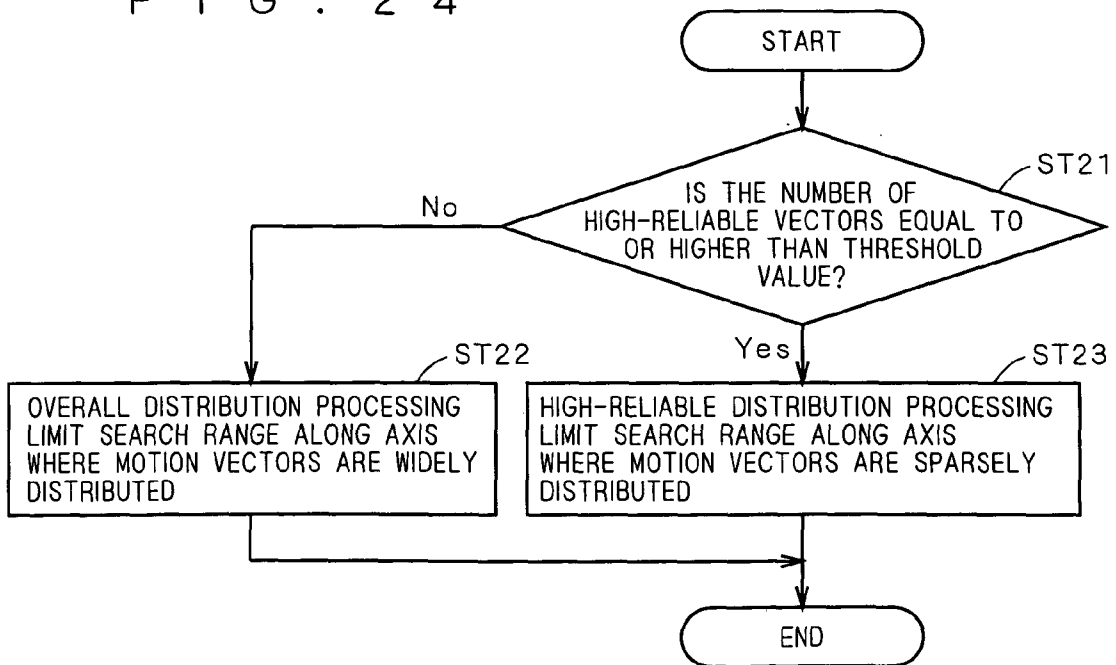 F I G . 2 4
START
ST21
IS THE NUMBER OF
HIGH-RELIABLE VECTORS EQUAL TO
OR HIGHER THAN THRESHOLD
VALUE?
No
Yes
ST22
OVERALL DISTRIBUTION PROCESSING
LIMIT SEARCH RANGE ALONG AXIS
WHERE MOTION VECTORS ARE WIDELY
DISTRIBUTED
ST23
HIGH-RELIABLE DISTRIBUTION PROCESSING
LIMIT SEARCH RANGE ALONG AXIS
WHERE MOTION VECTORS ARE SPARSELY
DISTRIBUTED
END